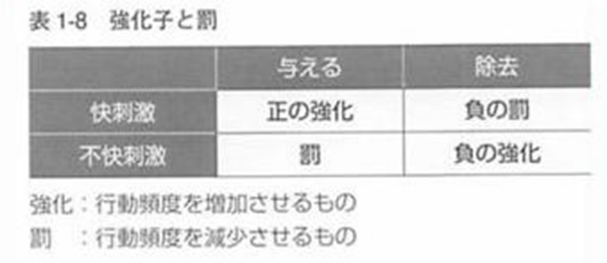 表 1-8 強化子と罰
与える 除去
快刺激 正の強化 負の罰
不快刺激 罰 負の強化
強化：行動頻度を増加させるもの
罰　：行動頻度を減少させるもの